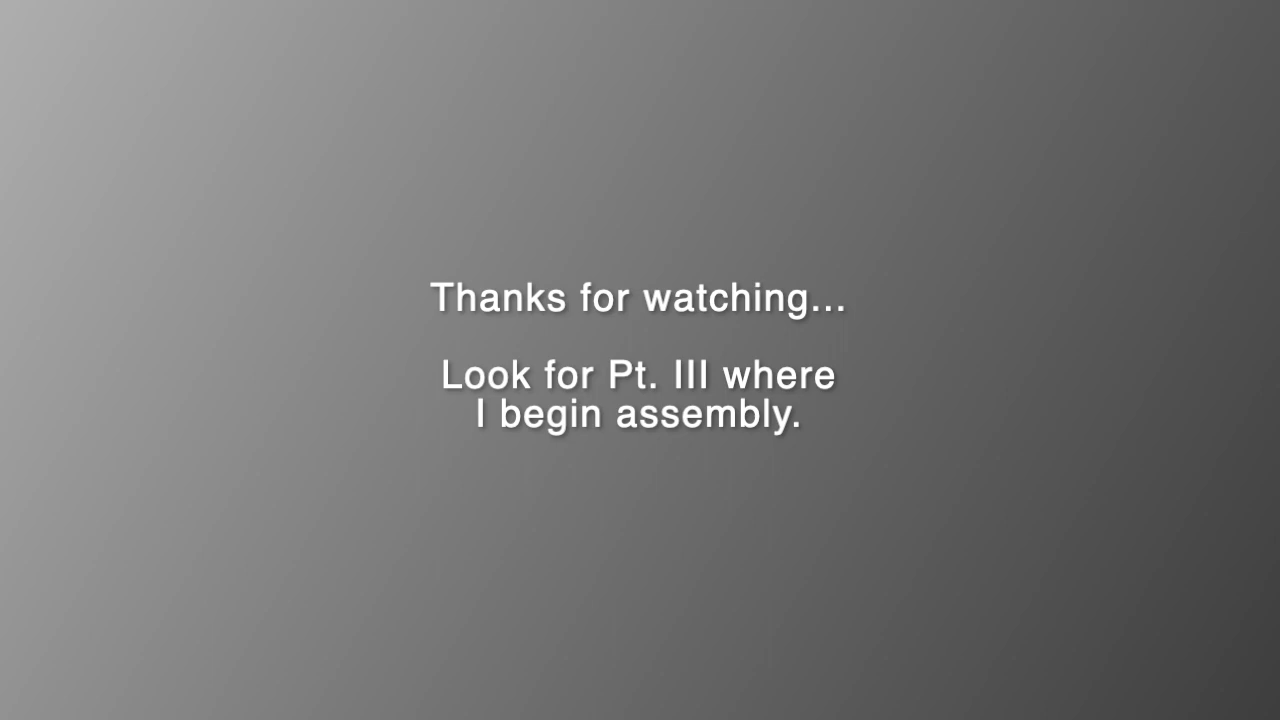 Thanks for watching...
Look for Pt. III where
I begin assembly.